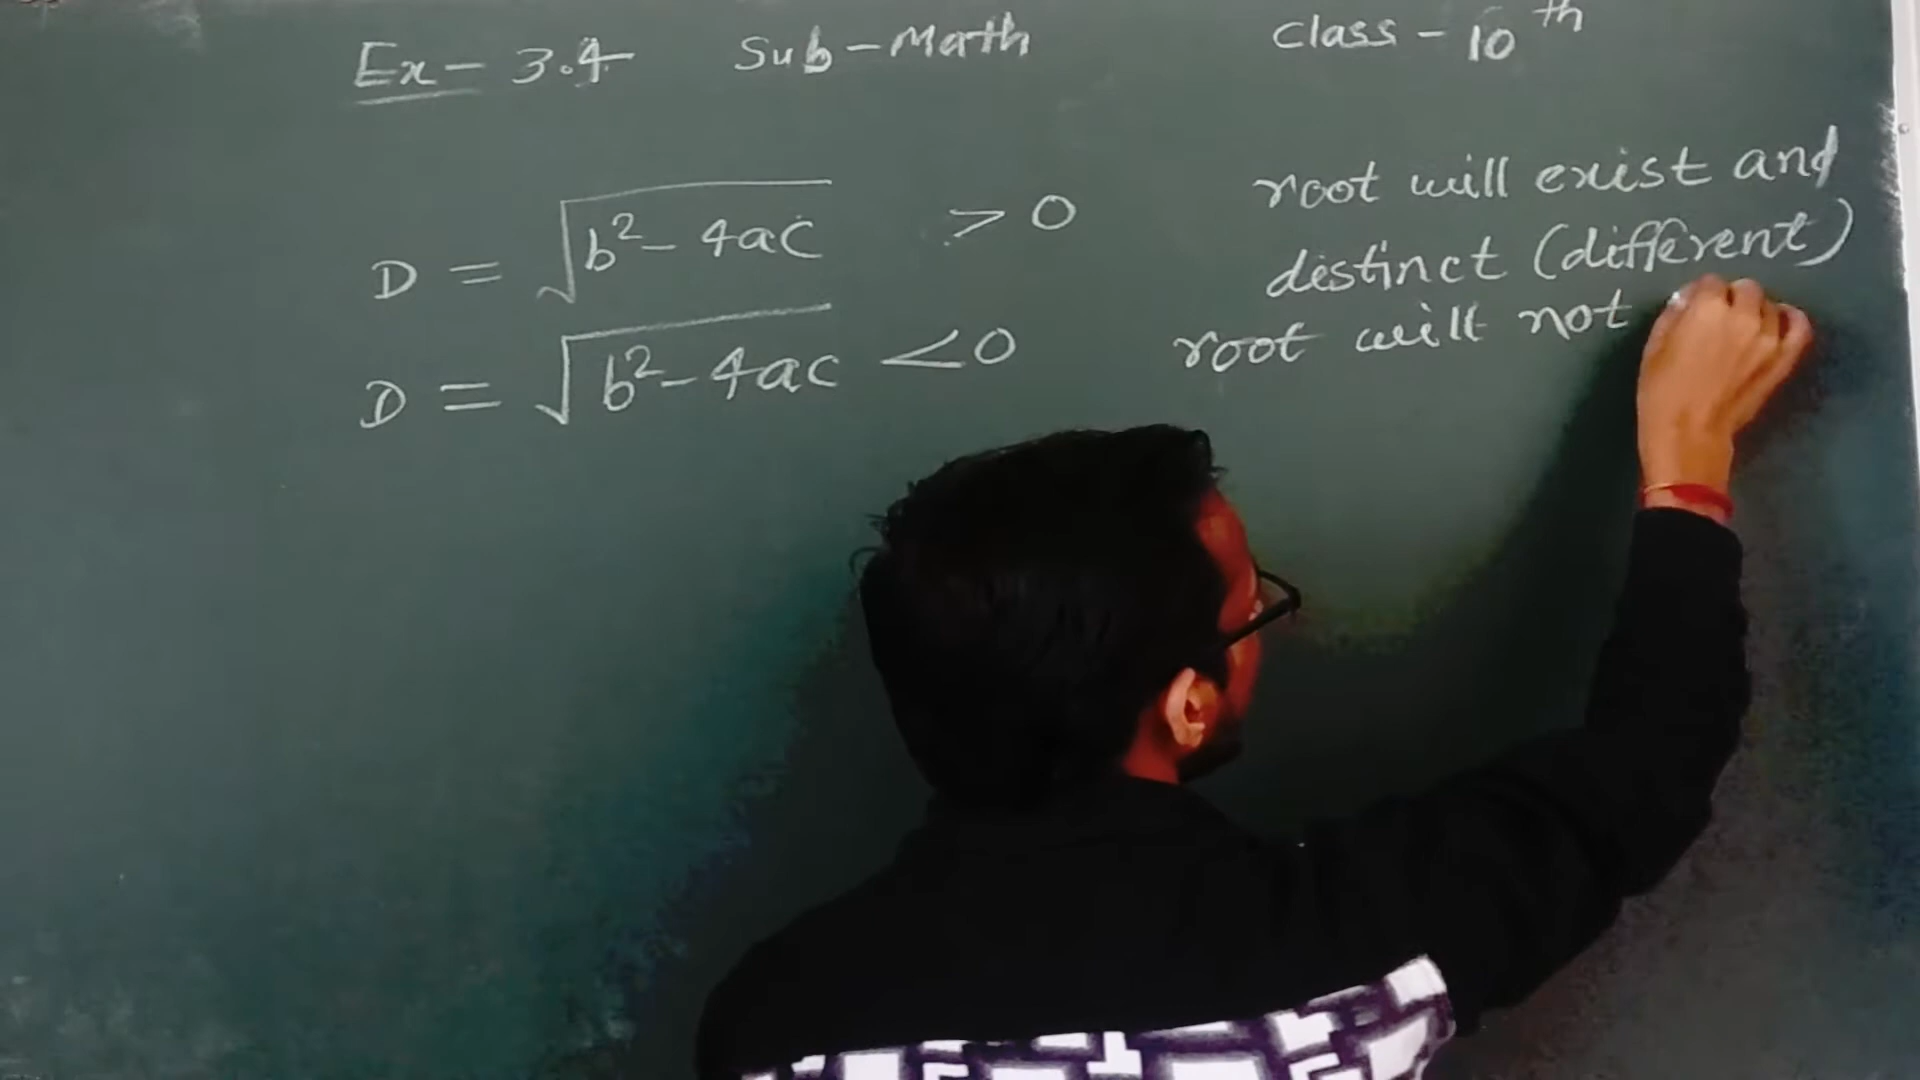 Ex - 3.4 Sub - Math Class - 10th
D = √b² - 4ac > 0 root will exist and
distinct (different)
D = √b² - 4ac < 0 root will not